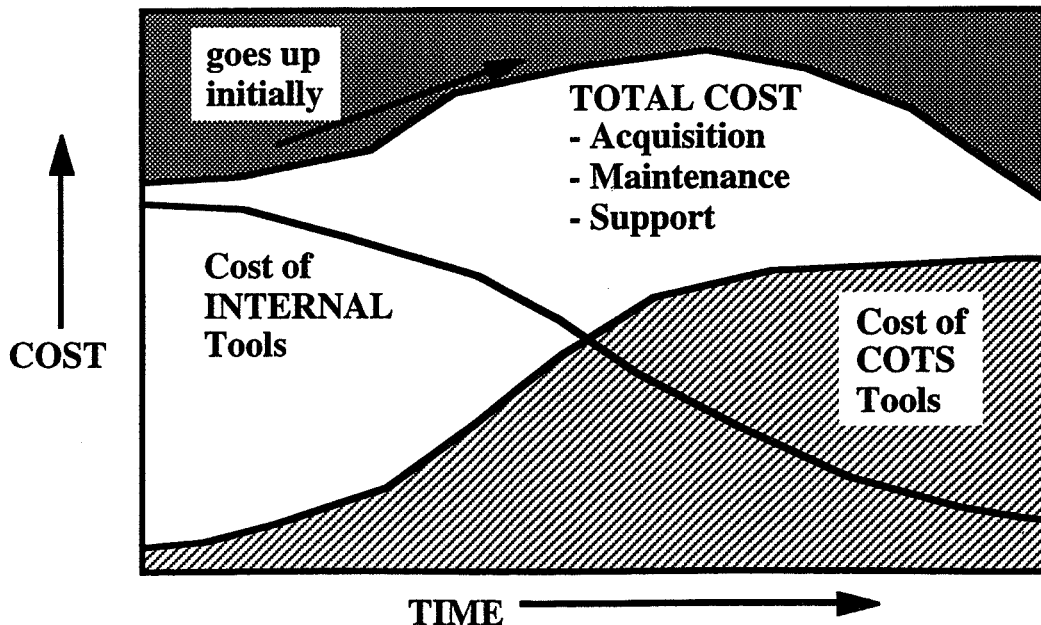 goes up
initially
TOTAL COST
- Acquisition
- Maintenance
- Support
Cost of
INTERNAL
Tools
COST
Cost of
COTS
Tools
TIME